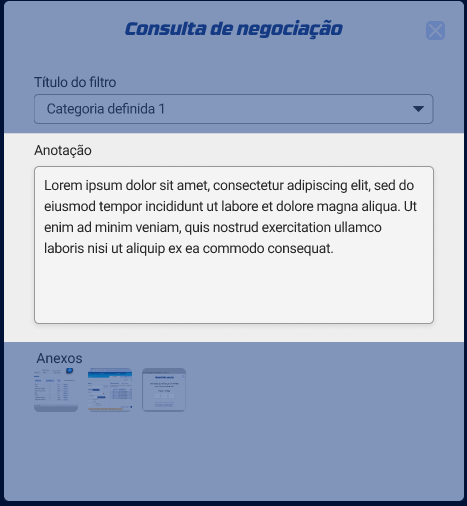 Consulta de negociação
Título do filtro
Categoria definida 1
Anotação
Lorem ipsum dolor sit amet, consectetur adipiscing elit, sed do
eiusmod tempor incididunt ut labore et dolore magna aliqua. Ut
enim ad minim veniam, quis nostrud exercitation ullamco
laboris nisi ut aliquip ex ea commodo consequat.
Anexos